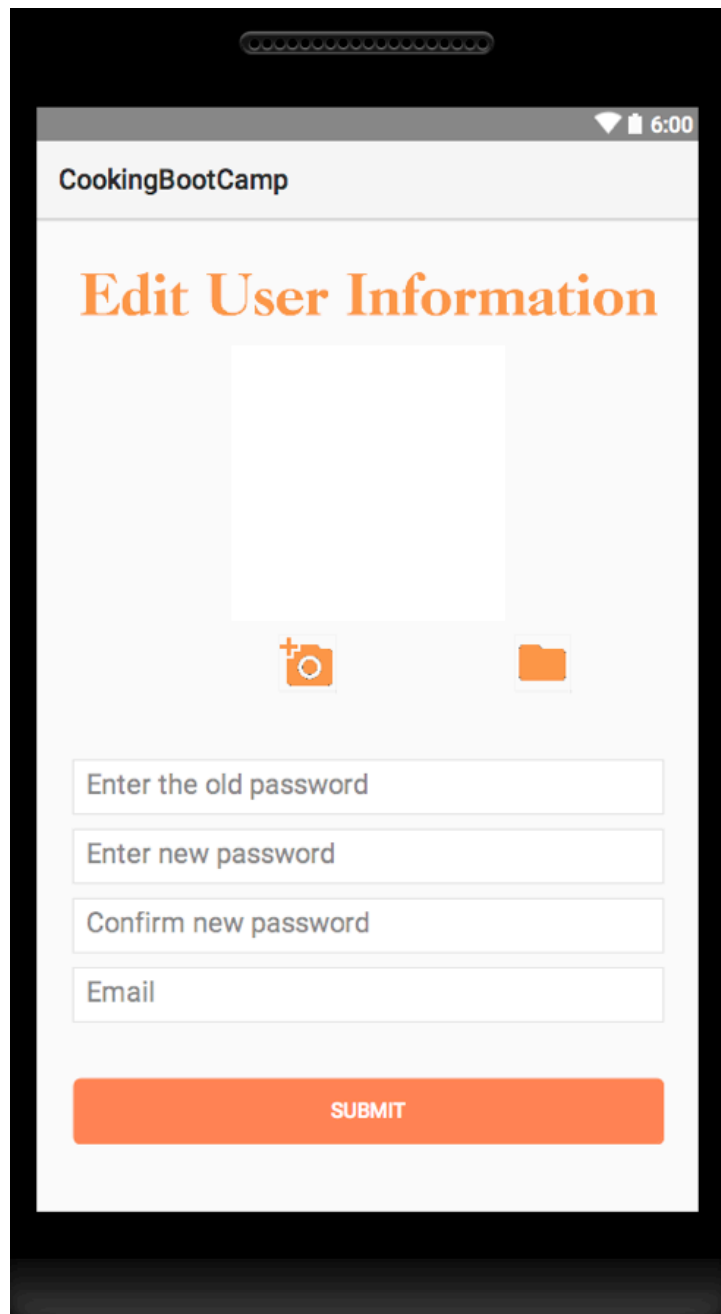 6:00
CookingBootCamp
Edit User Information
Enter the old password
Enter new password
Confirm new password
Email
SUBMIT